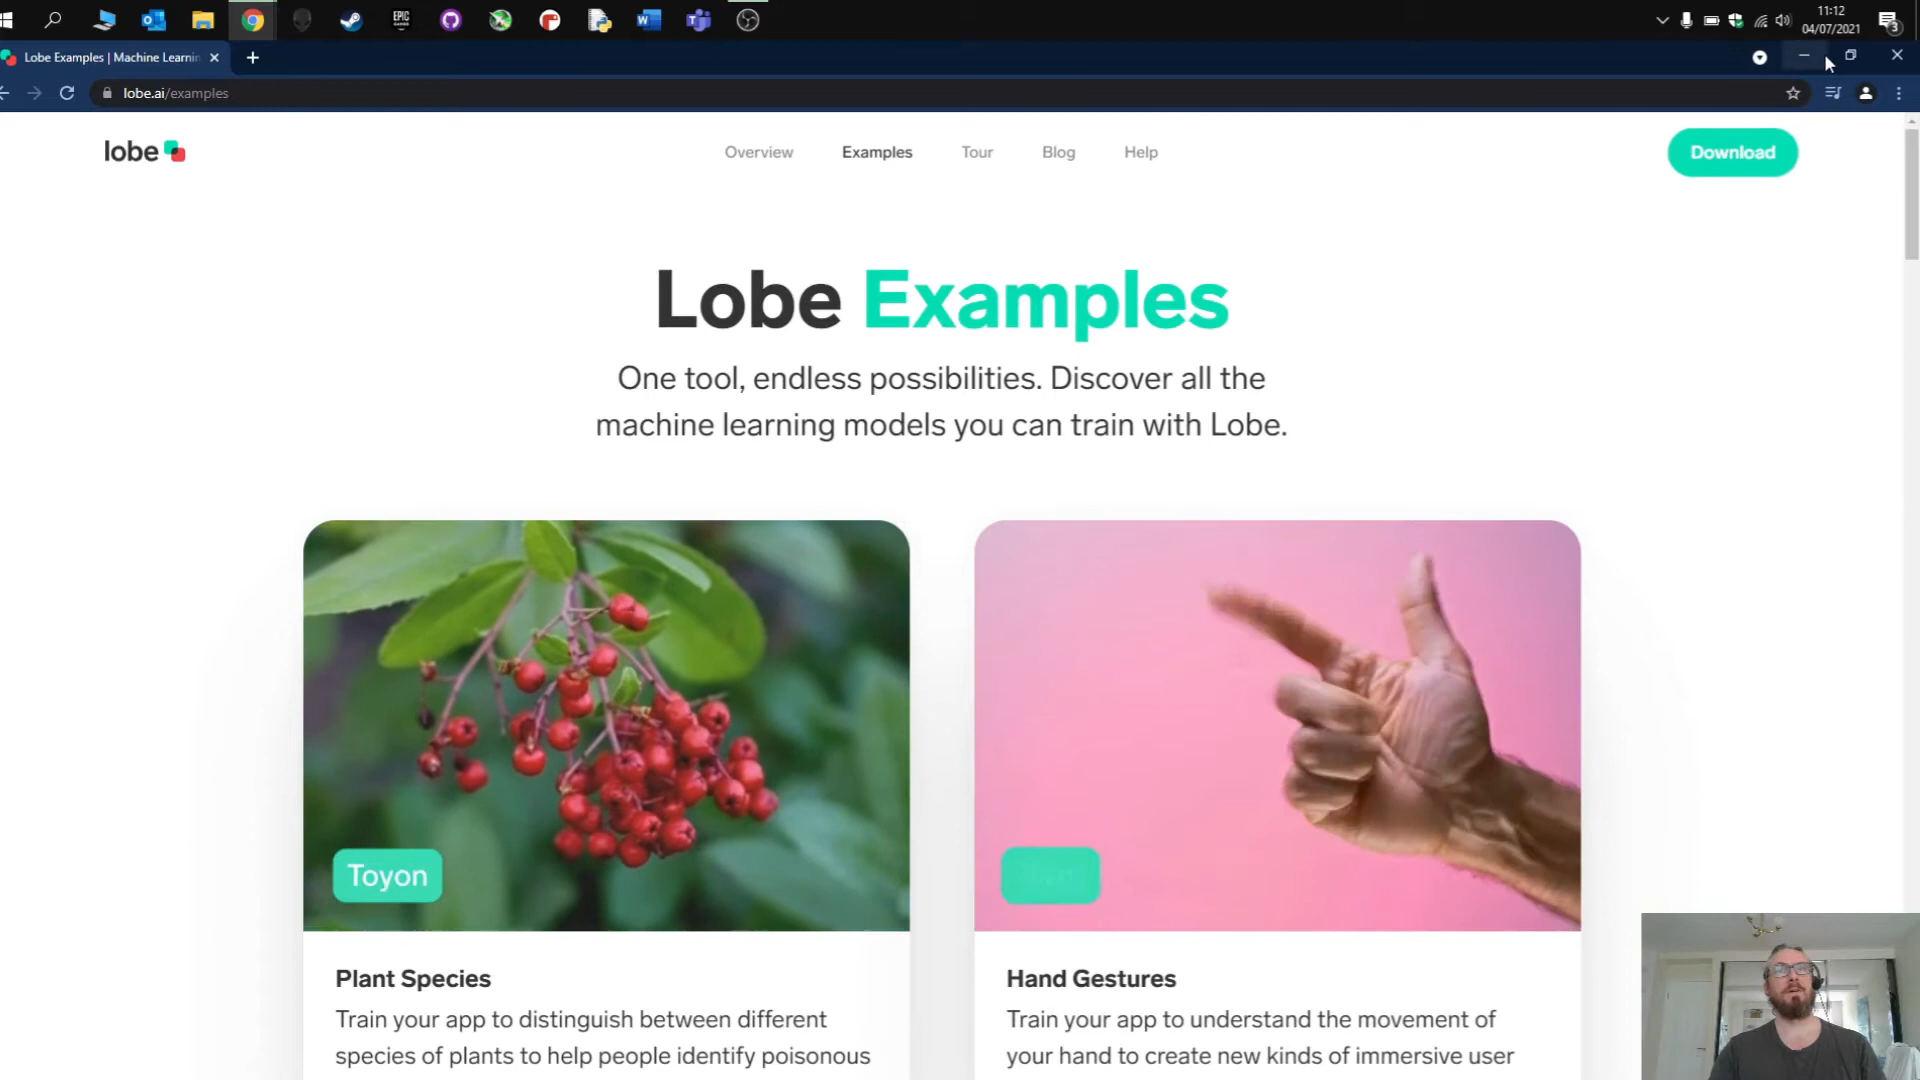 EPIC
GAMES
11:12
04/07/2021
3
Lobe Examples | Machine Learnin
lobe.ai/examples
lobe
Overview
Examples
Tour
Blog
Help
Download
Lobe Examples
One tool, endless possibilities. Discover all the
machine learning models you can train with Lobe.
Toyon
Plant Species
Train your app to distinguish between different
species of plants to help people identify poisonous
Hand Gestures
Train your app to understand the movement of
your hand to create new kinds of immersive user